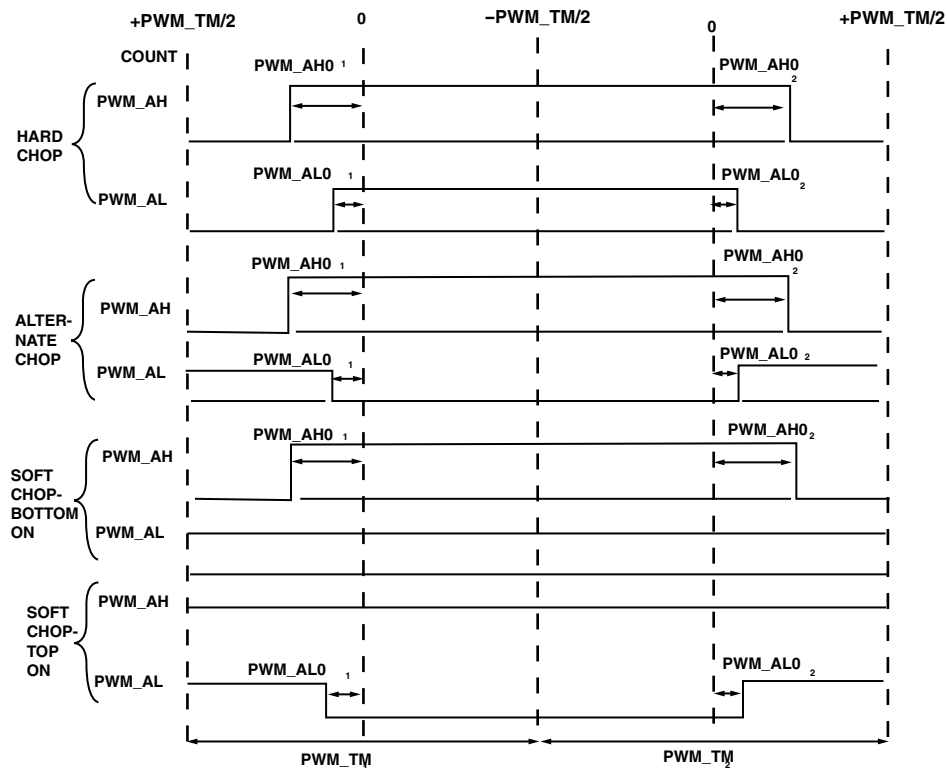 +PWM_TM/2 0 −PWM_TM/2 0 +PWM_TM/2
COUNT
PWM_AH0 1 PWM_AH0 2
HARD
CHOP
PWM_AH
PWM_AL0 1 PWM_AL0 2
PWM_AL
PWM_AH0 1 PWM_AH0 2
ALTER-
NATE
CHOP
PWM_AH
PWM_AL0 1 PWM_AL0 2
PWM_AL
PWM_AH0 1 PWM_AH0 2
SOFT
CHOP-
BOTTOM
ON
PWM_AH
PWM_AL
SOFT
CHOP-
TOP
ON
PWM_AH
PWM_AL0 1 PWM_AL0 2
PWM_AL
PWM_TM 1 PWM_TM 2